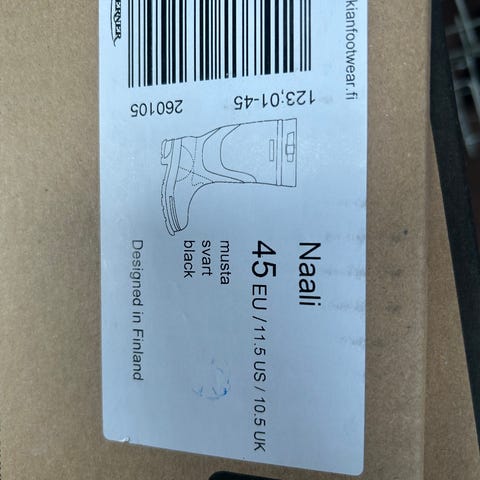 ERNER
kianfootwear.fi
260105
123;01-45
Naali
45 EU / 11.5 US / 10.5 UK
musta
svart
black
Designed in Finland